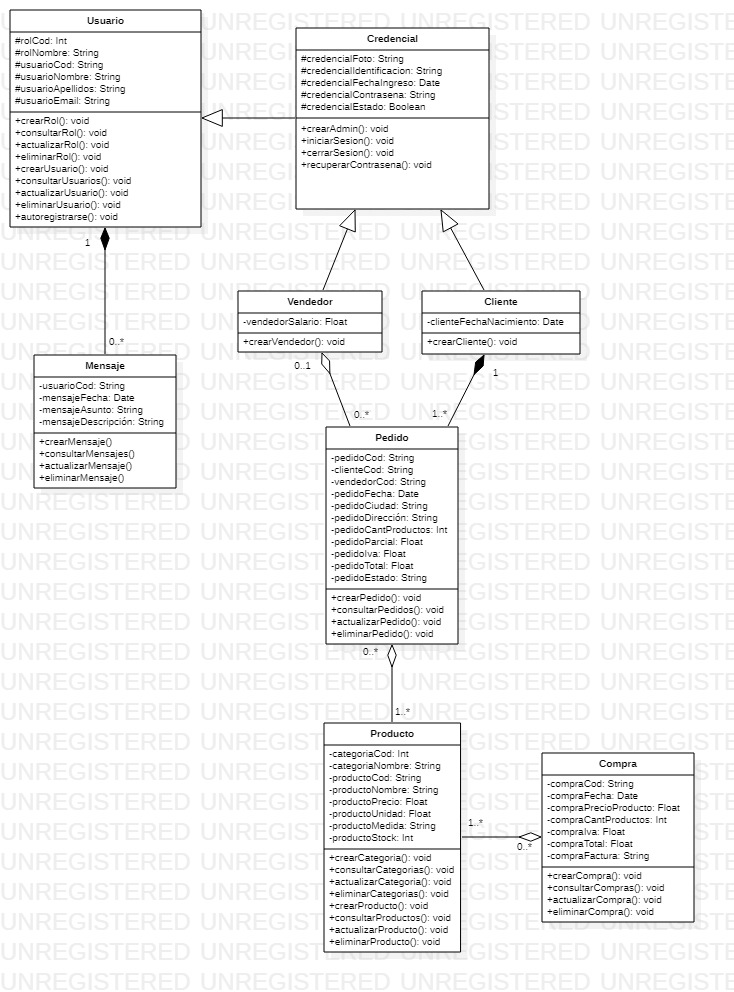 Usuario
#rolCod: Int
#rolNombre: String
#usuarioCod: String
#usuarioNombre: String
#usuarioApellidos: String
#usuarioEmail: String
+crearRol(): void
+consultarRol(): void
+actualizarRol(): void
+eliminarRol(): void
+crearUsuario(): void
+consultarUsuarios(): void
+actualizarUsuario(): void
+eliminarUsuario(): void
+autoregistrarse(): void
Credencial
#credencialFoto: String
#credencialIdentificacion: String
#credencialFechaIngreso: Date
#credencialContrasena: String
#credencialEstado: Boolean
+crearAdmin(): void
+iniciarSesion(): void
+cerrarSesion(): void
+recuperarContrasena(): void
1
0..*
Mensaje
-usuarioCod: String
-mensajeFecha: Date
-mensajeAsunto: String
-mensajeDescripción: String
+crearMensaje()
+consultarMensajes()
+actualizarMensaje()
+eliminarMensaje()
Vendedor
-vendedorSalario: Float
+crearVendedor(): void
Cliente
-clienteFechaNacimiento: Date
+crearCliente(): void
0..1
0..*
1
1..*
Pedido
-pedidoCod: String
-clienteCod: String
-vendedorCod: String
-pedidoFecha: Date
-pedidoCiudad: String
-pedidoDirección: String
-pedidoCantProductos: Int
-pedidoParcial: Float
-pedidoIva: Float
-pedidoTotal: Float
-pedidoEstado: String
+crearPedido(): void
+consultarPedidos(): void
+actualizarPedido(): void
+eliminarPedido(): void
0..*
1..*
Producto
-categoriaCod: Int
-categoriaNombre: String
-productoCod: String
-productoNombre: String
-productoPrecio: Float
-productoUnidad: Float
-productoMedida: String
-productoStock: Int
+crearCategoria(): void
+consultarCategorias(): void
+actualizarCategoria(): void
+eliminarCategorias(): void
+crearProducto(): void
+consultarProductos(): void
+actualizarProducto(): void
+eliminarProducto(): void
1..*
0..*
Compra
-compraCod: String
-compraFecha: Date
-compraPrecioProducto: Float
-compraCantProductos: Int
-compraIva: Float
-compraTotal: Float
-compraFactura: String
+crearCompra(): void
+consultarCompras(): void
+actualizarCompra(): void
+eliminarCompra(): void
UNREGISTERED UNREGISTERED UNREGISTERED UNREGISTE